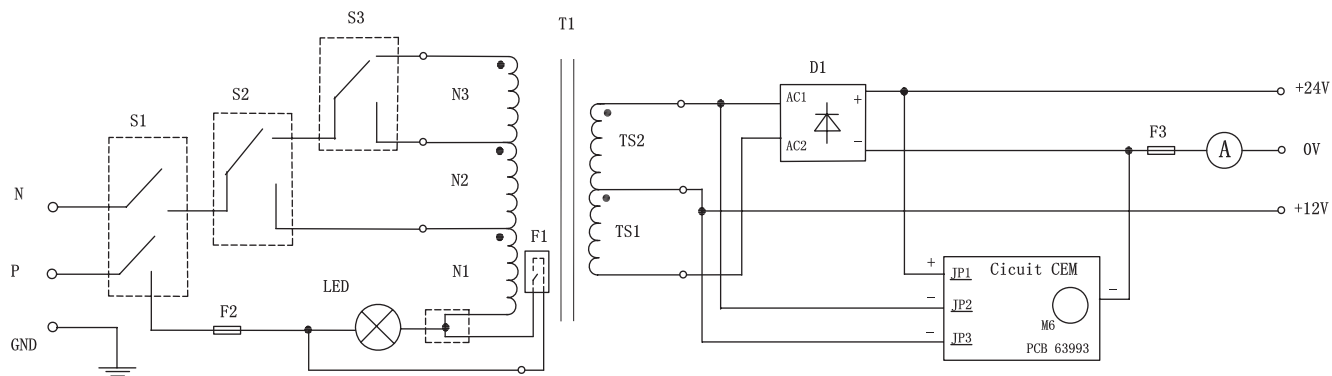 S3
T1
D1
+24V
S2
N3
AC1
+
S1
F3
TS2
AC2
−
A
0V
N
N2
+12V
TS1
F1
P
N1
+
JP1
Cicuit CEM
LED
−
JP2
−
M6
F2
GND
−
JP3
PCB 63993